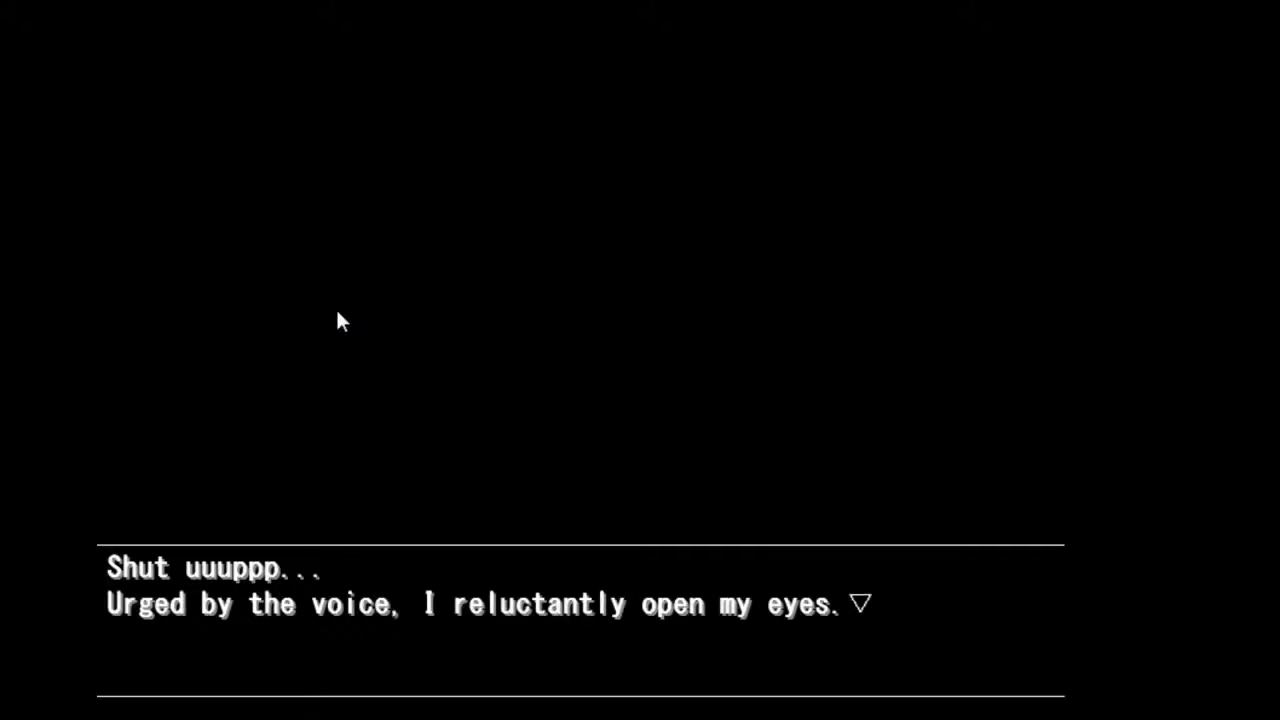 Shut uuuppp...
Urged by the voice, I reluctantly open my eyes.▽